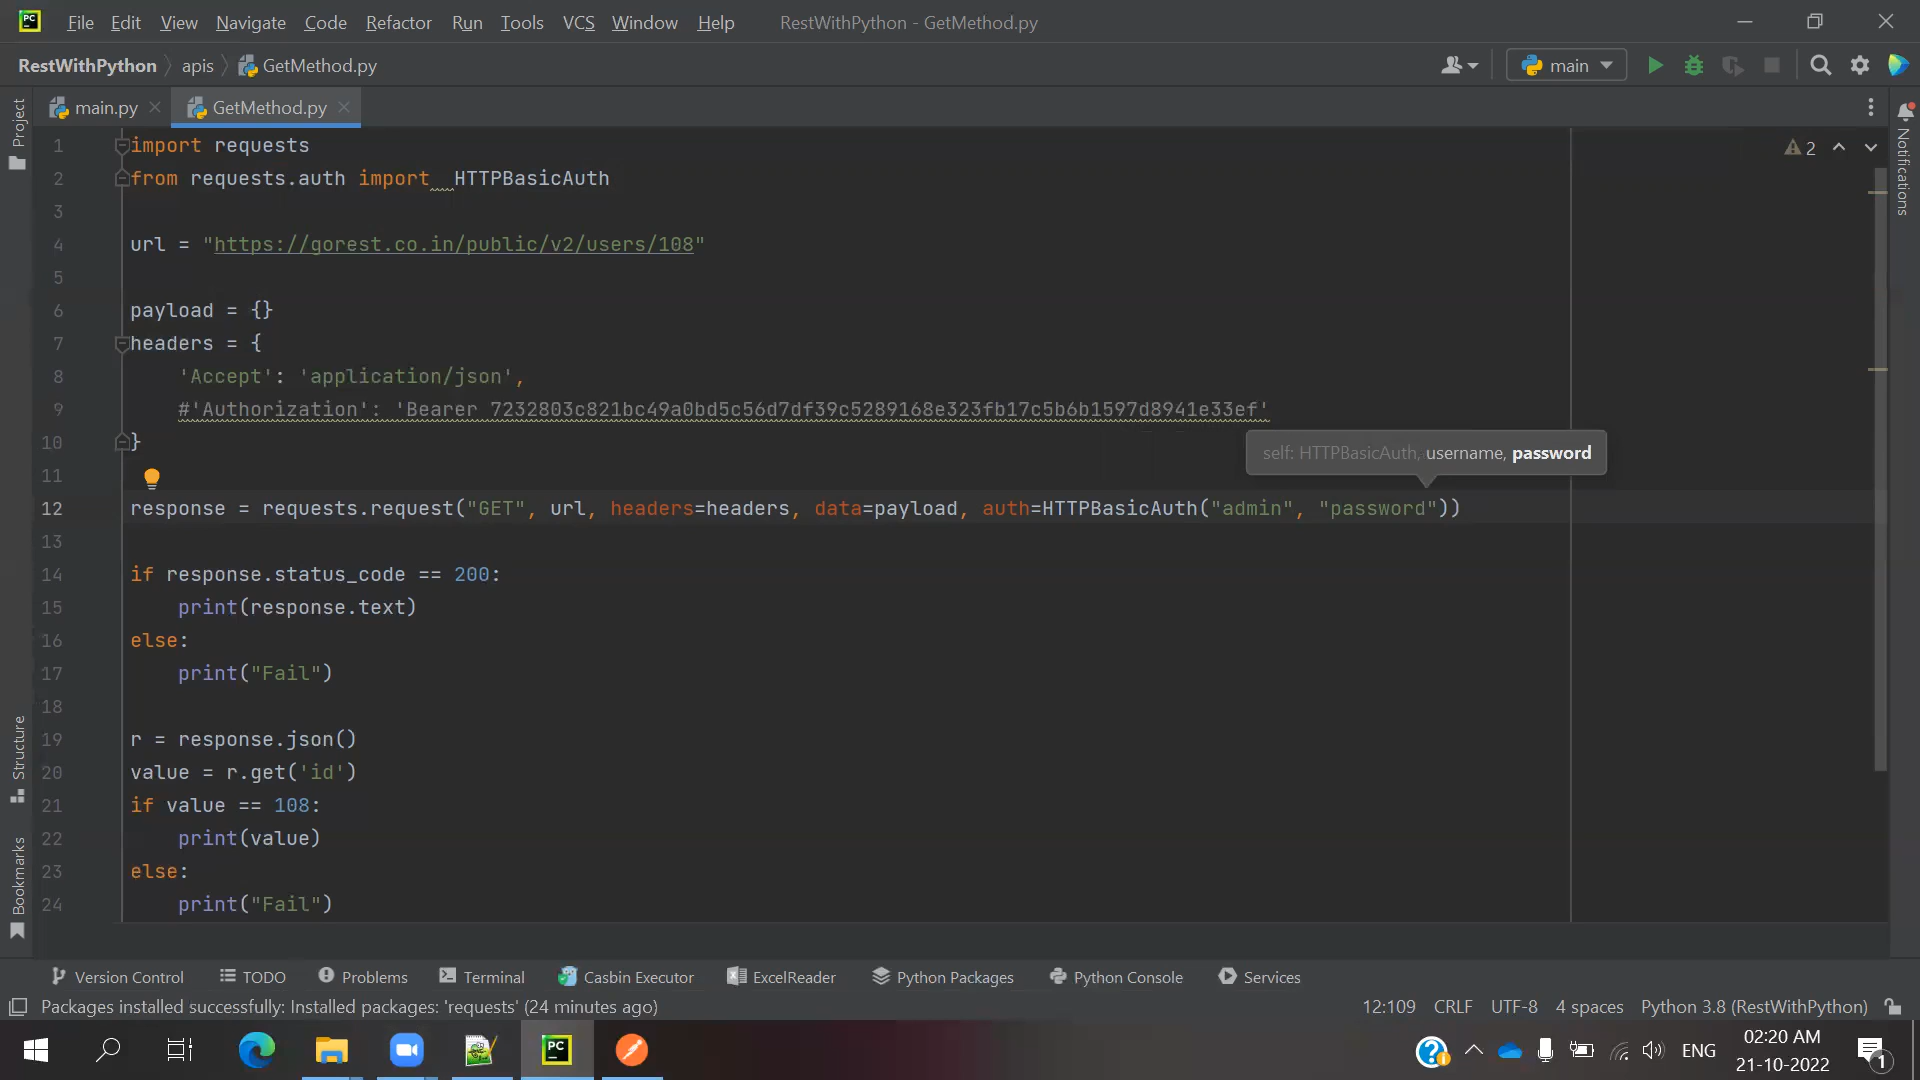 File Edit View Navigate Code Refactor Run Tools VCS Window Help RestWithPython - GetMethod.py
RestWithPython apis GetMethod.py main
main.py GetMethod.py
Project
Notifications
2
1 import requests
2 from requests.auth import  HTTPBasicAuth
3
4 url = "https://gorest.co.in/public/v2/users/108"
5
6 payload = {}
7 headers = {
8 'Accept': 'application/json',
9 #'Authorization': 'Bearer 7232803c821bc49a0bd5c56d7df39c5289168e323fb17c5b6b1597d8941e33ef'
10 }
self: HTTPBasicAuth, username, password
11
12 response = requests.request("GET", url, headers=headers, data=payload, auth=HTTPBasicAuth("admin", "password"))
13
14 if response.status_code == 200:
15 print(response.text)
16 else:
17 print("Fail")
18
19 r = response.json()
20 value = r.get('id')
21 if value == 108:
22 print(value)
23 else:
24 print("Fail")
Structure
Bookmarks
Version Control TODO Problems Terminal Casbin Executor ExcelReader Python Packages Python Console Services
Packages installed successfully: Installed packages: 'requests' (24 minutes ago) 12:109 CRLF UTF-8 4 spaces Python 3.8 (RestWithPython)
ENG 02:20 AM
21-10-2022
1